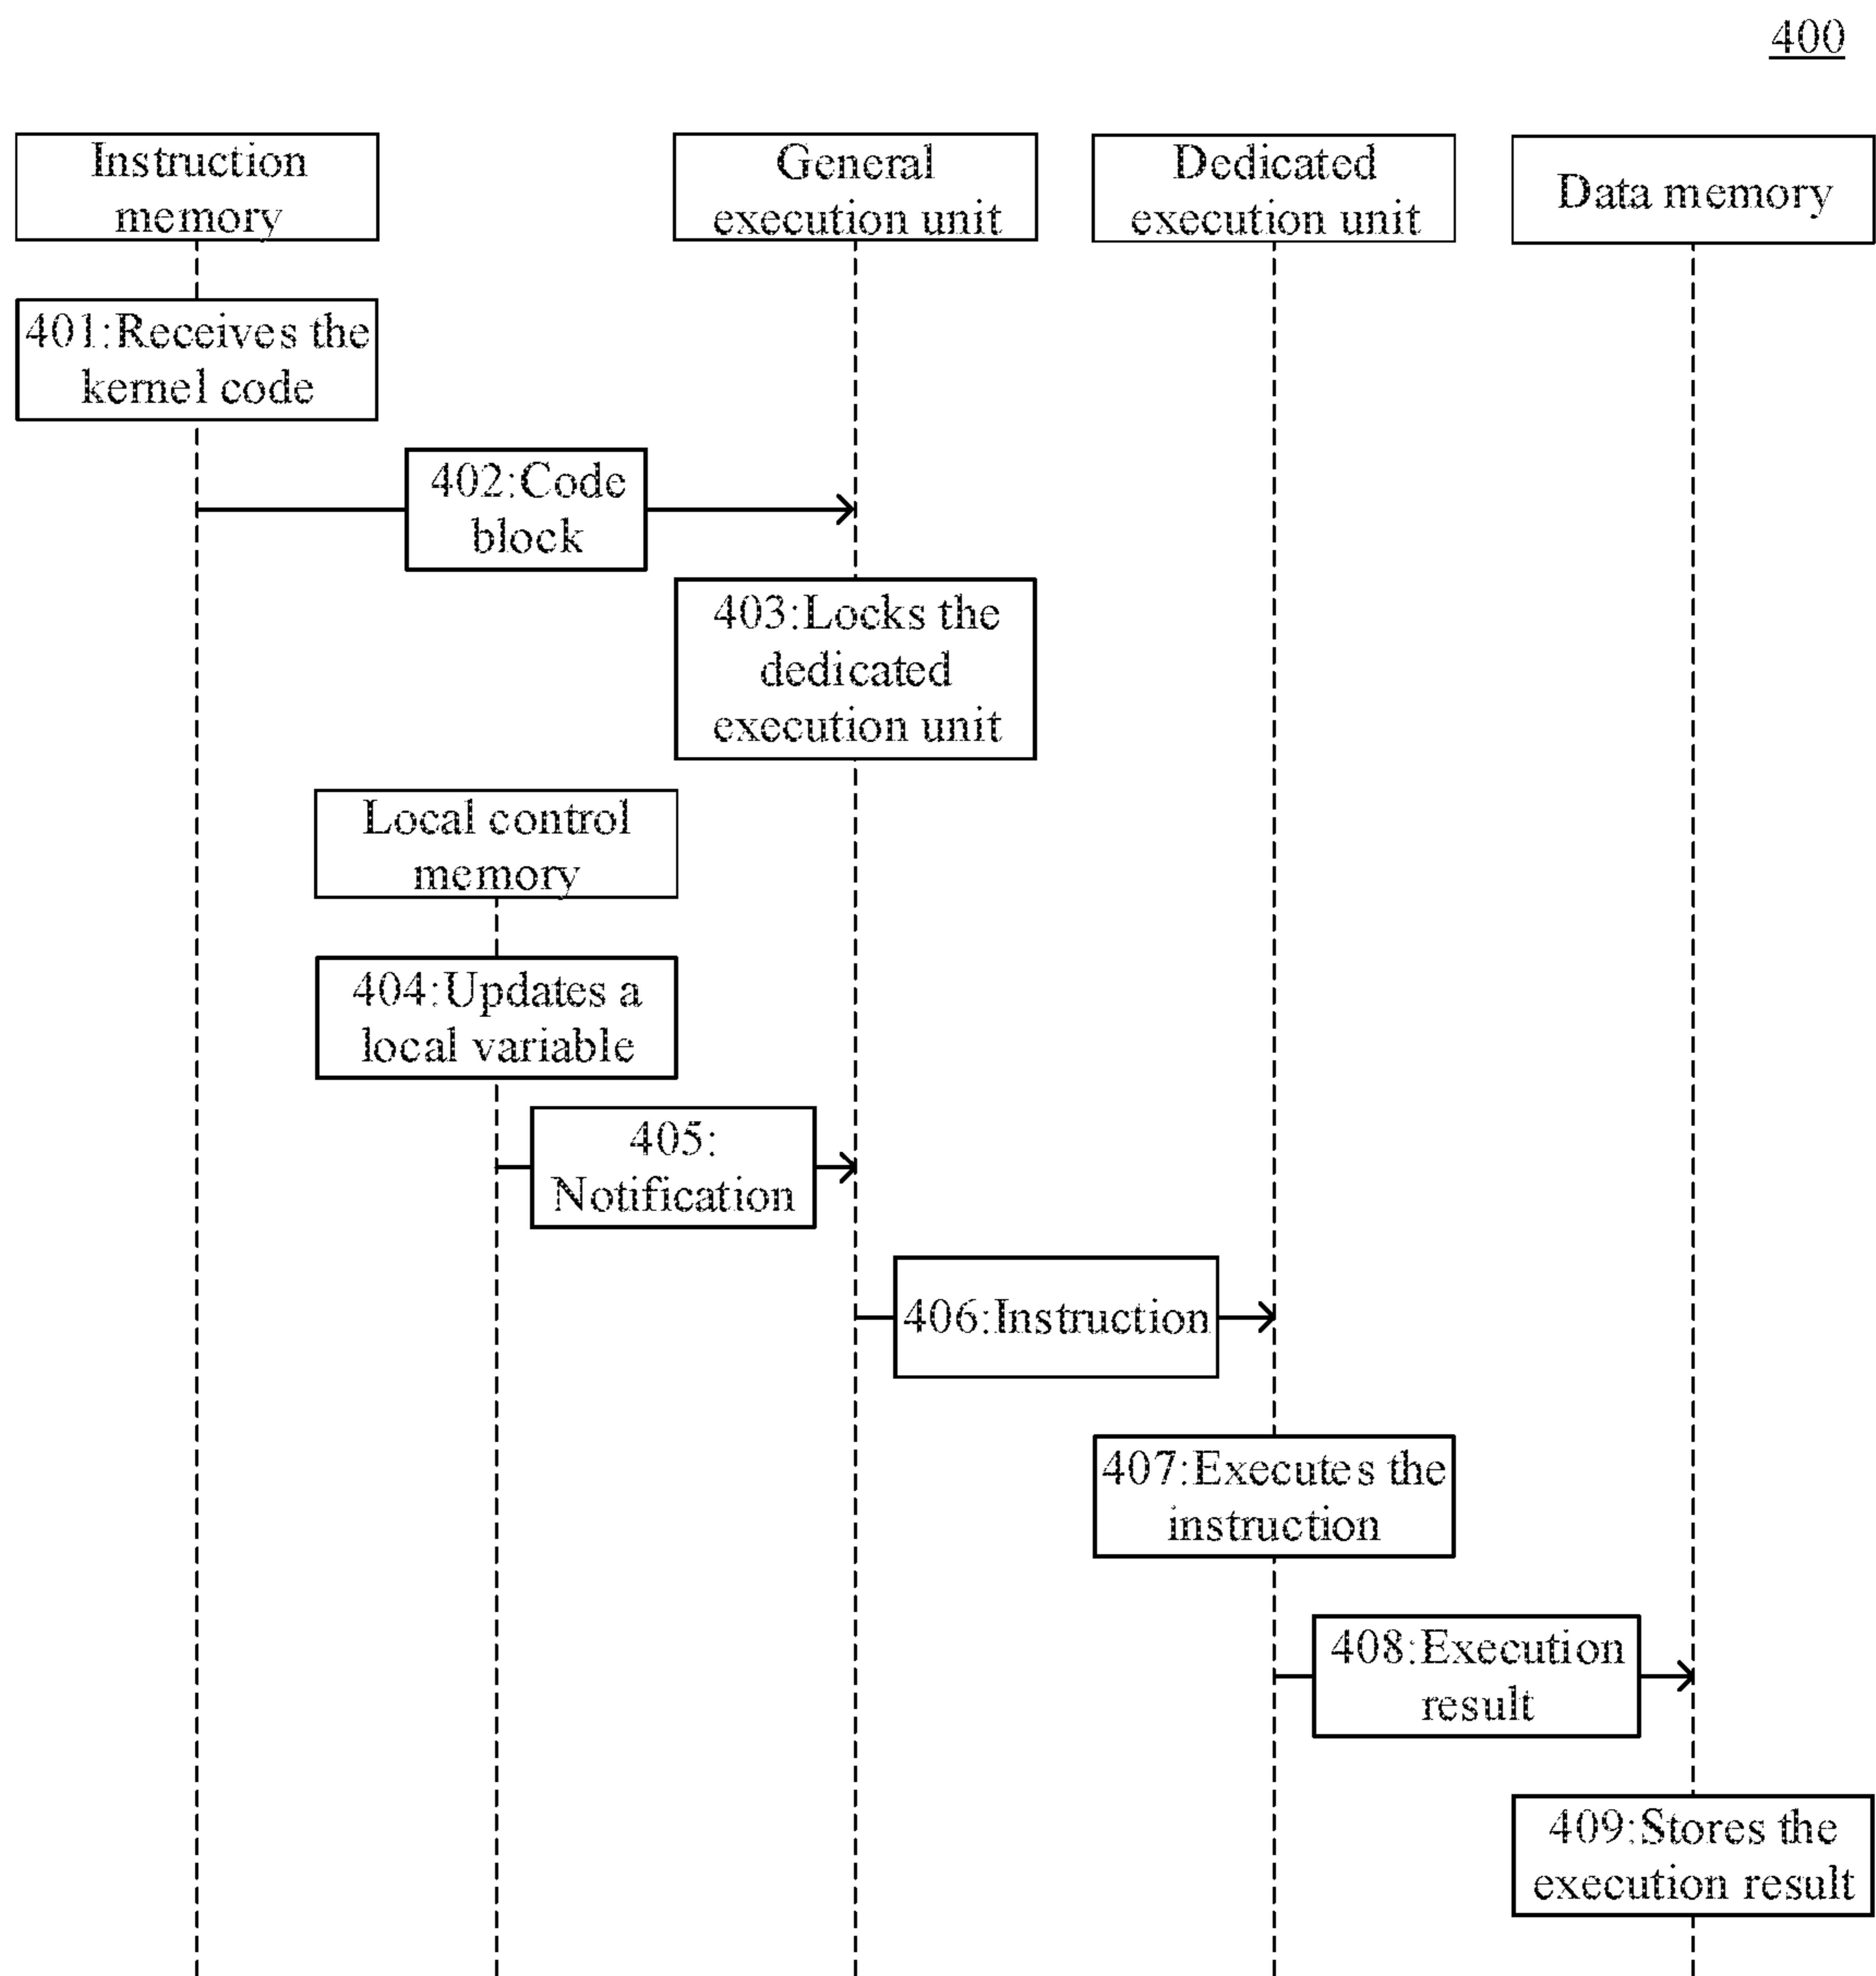 400
Instruction
memory
General
execution unit
Dedicated
execution unit
Data memory
401:Receives the
kernel code
402:Code
block
403:Locks the
dedicated
execution unit
Local control
memory
404:Updates a
local variable
405:
Notification
406:Instruction
407:Executes the
instruction
408:Execution
result
409:Stores the
execution result